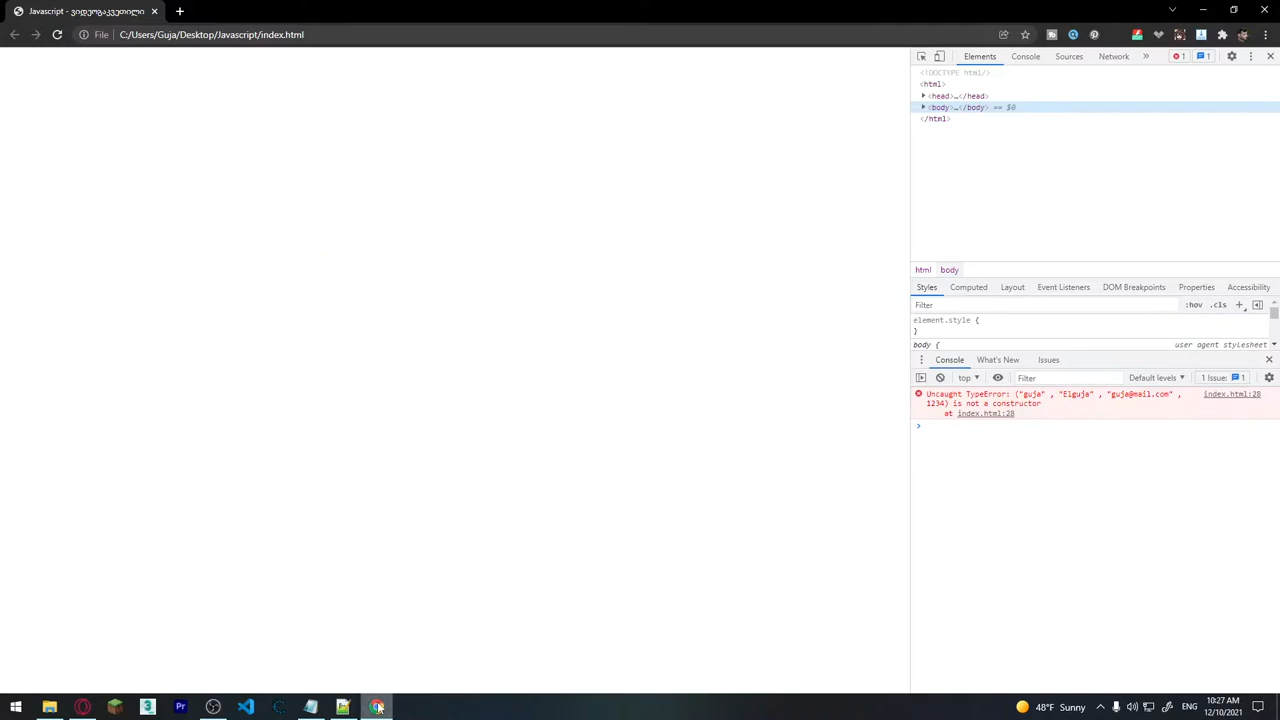 Javascript - ვიდეოგაკვეთილი
File C:/Users/Guja/Desktop/Javascript/index.html
Elements Console Sources Network » 1 1
<!DOCTYPE html>
<html>
<head>…</head>
<body>…</body> == $0
</html>
html body
Styles Computed Layout Event Listeners DOM Breakpoints Properties Accessibility
Filter :hov .cls +
element.style {
}
body { user agent stylesheet
Console What's New Issues
top Filter Default levels 1 Issue: 1
Uncaught TypeError: ("guja" , "Elguja" , "guja@mail.com" , index.html:28
1234) is not a constructor
at index.html:28
Pr 48°F Sunny ENG 10:27 AM
12/10/2021